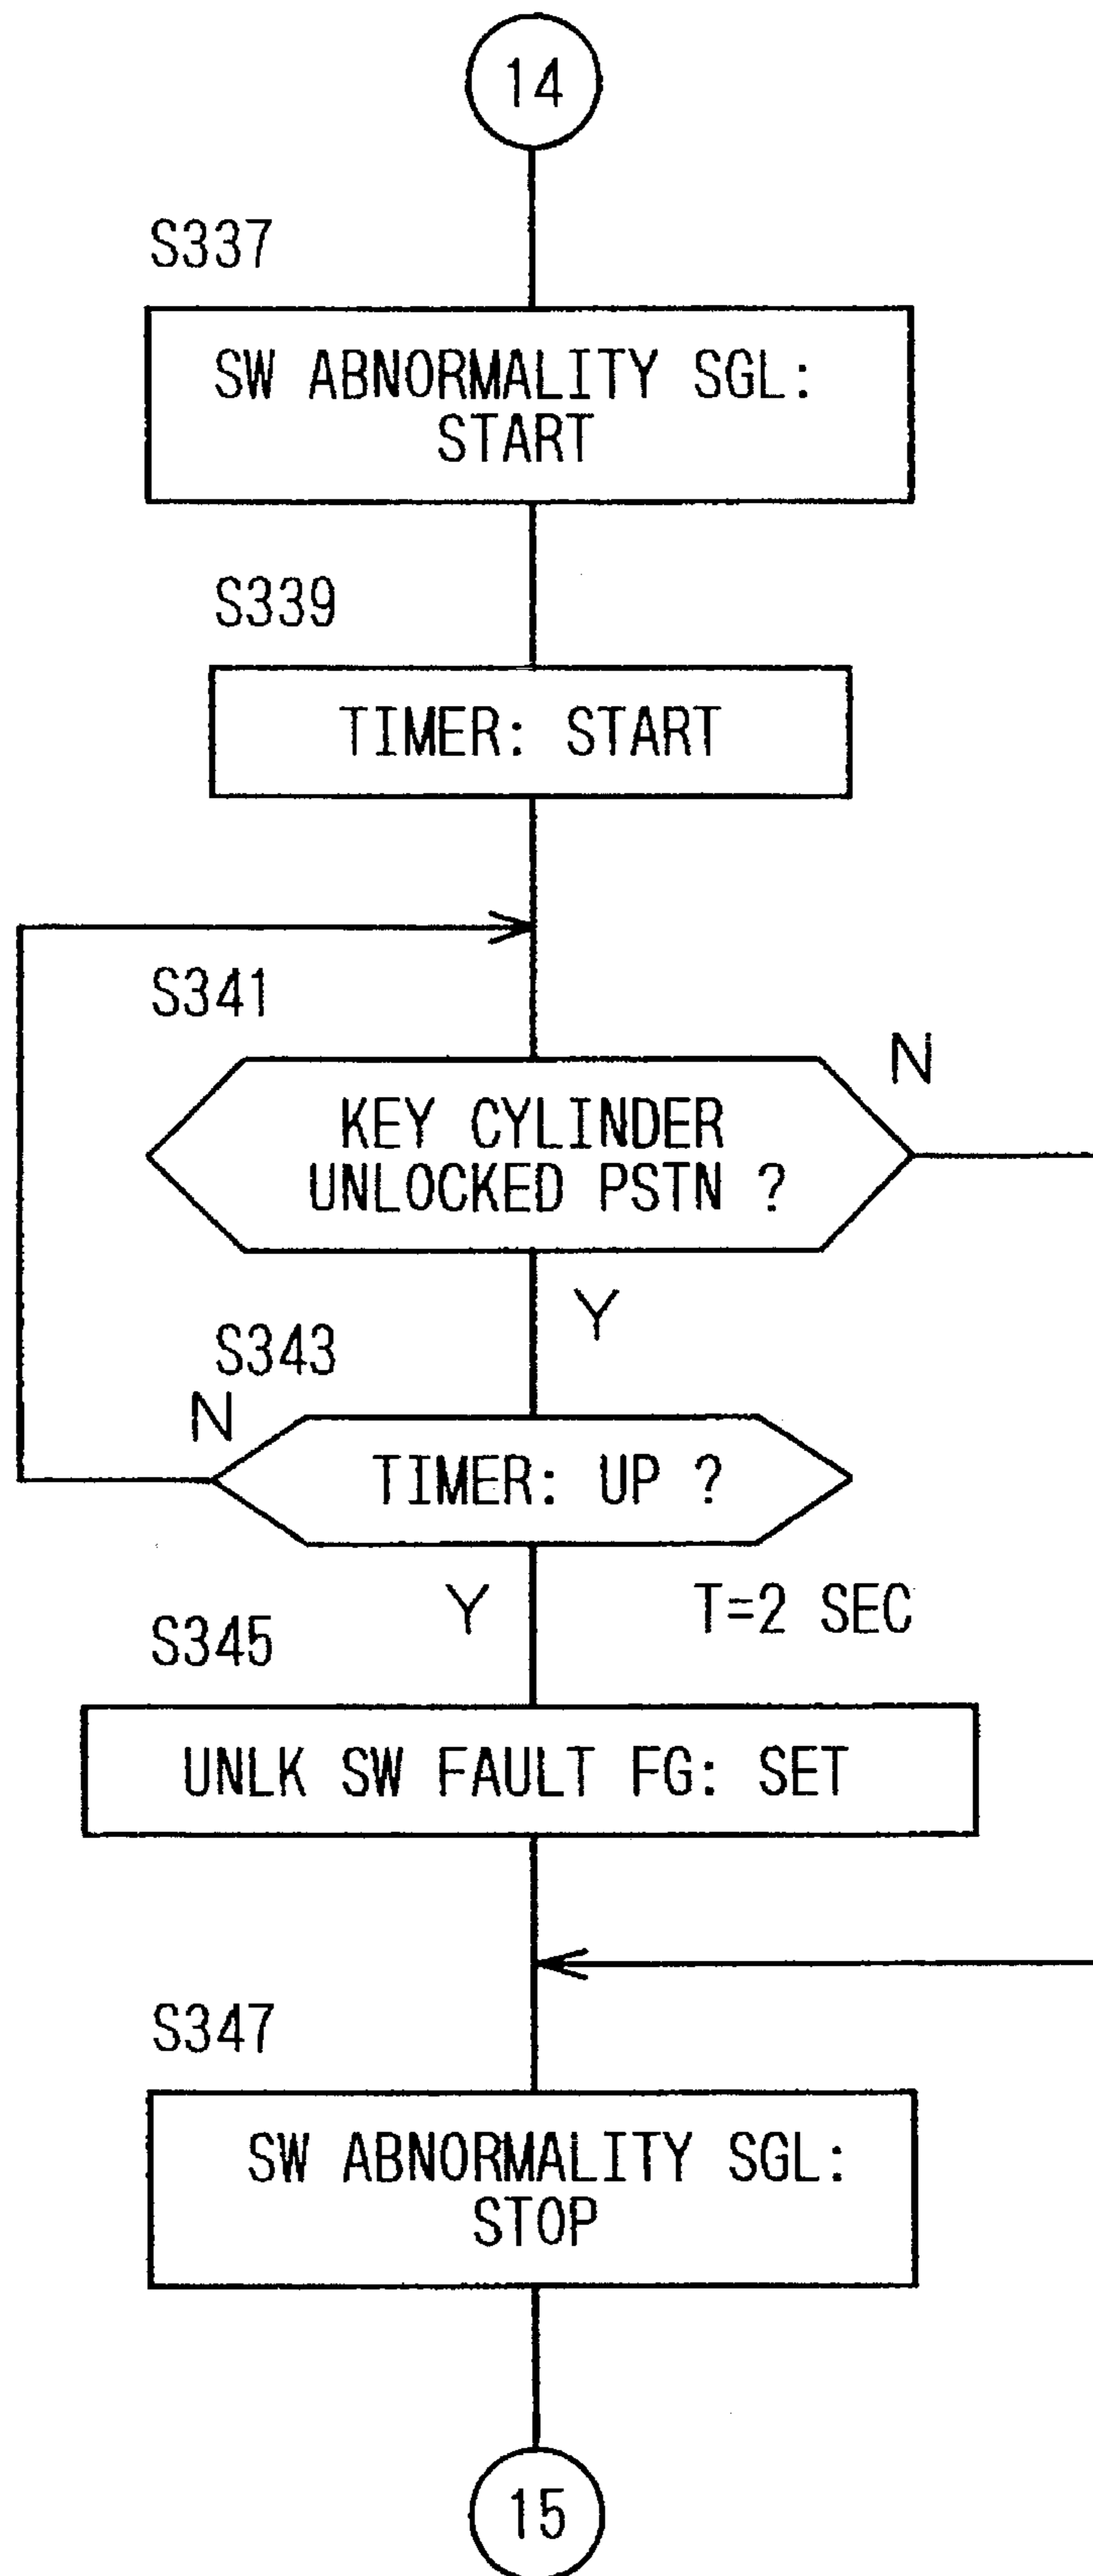 14
S337
SW ABNORMALITY SGL:
START
S339
TIMER: START
S341
N
KEY CYLINDER
UNLOCKED PSTN ?
Y
S343
N
TIMER: UP ?
Y
T=2 SEC
S345
UNLK SW FAULT FG: SET
S347
SW ABNORMALITY SGL:
STOP
15